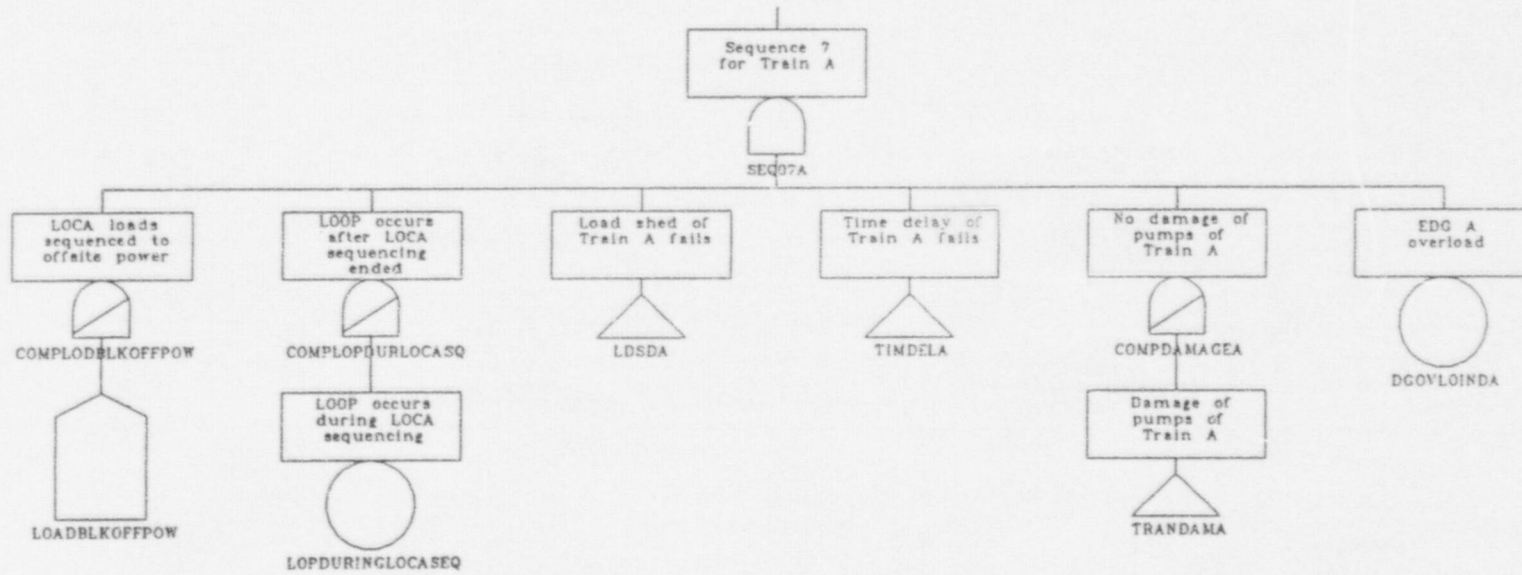 Sequence 7
for Train A
SEQ07A
LOCA loads
sequenced to
offsite power
COMPLODBLKOFFPOW
LOADBLKOFFPOW
LOOP occurs
after LOCA
sequencing
ended
COMPLOPDURLOCASQ
LOOP occurs
during LOCA
sequencing
LOPDURINGLOCASEQ
Load shed of
Train A fails
LDSDA
Time delay of
Train A fails
TIMDELA
No damage of
pumps of
Train A
COMPDAMAGEA
Damage of
pumps of
Train A
TRANDAMA
EDG A
overload
DGOVLOINDA